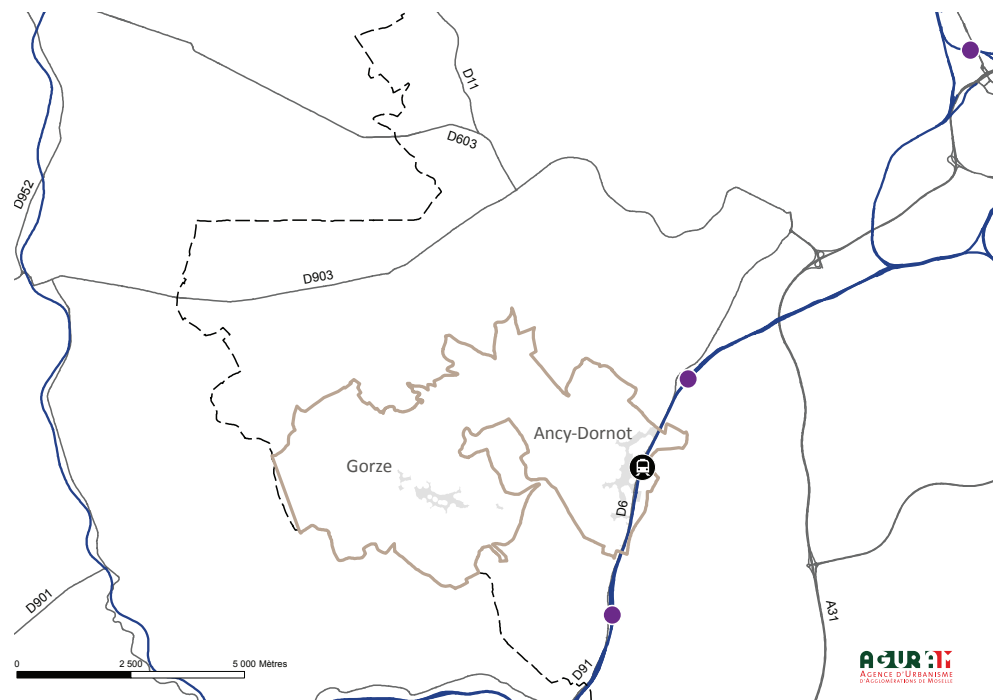 D11
D603
D952
D903
Ancy-Dornot
Gorze
D6
D901
A31
D91
0 2 500 5 000 Mètres
AGURAM
AGENCE D'URBANISME
D'AGGLOMÉRATIONS DE MOSELLE